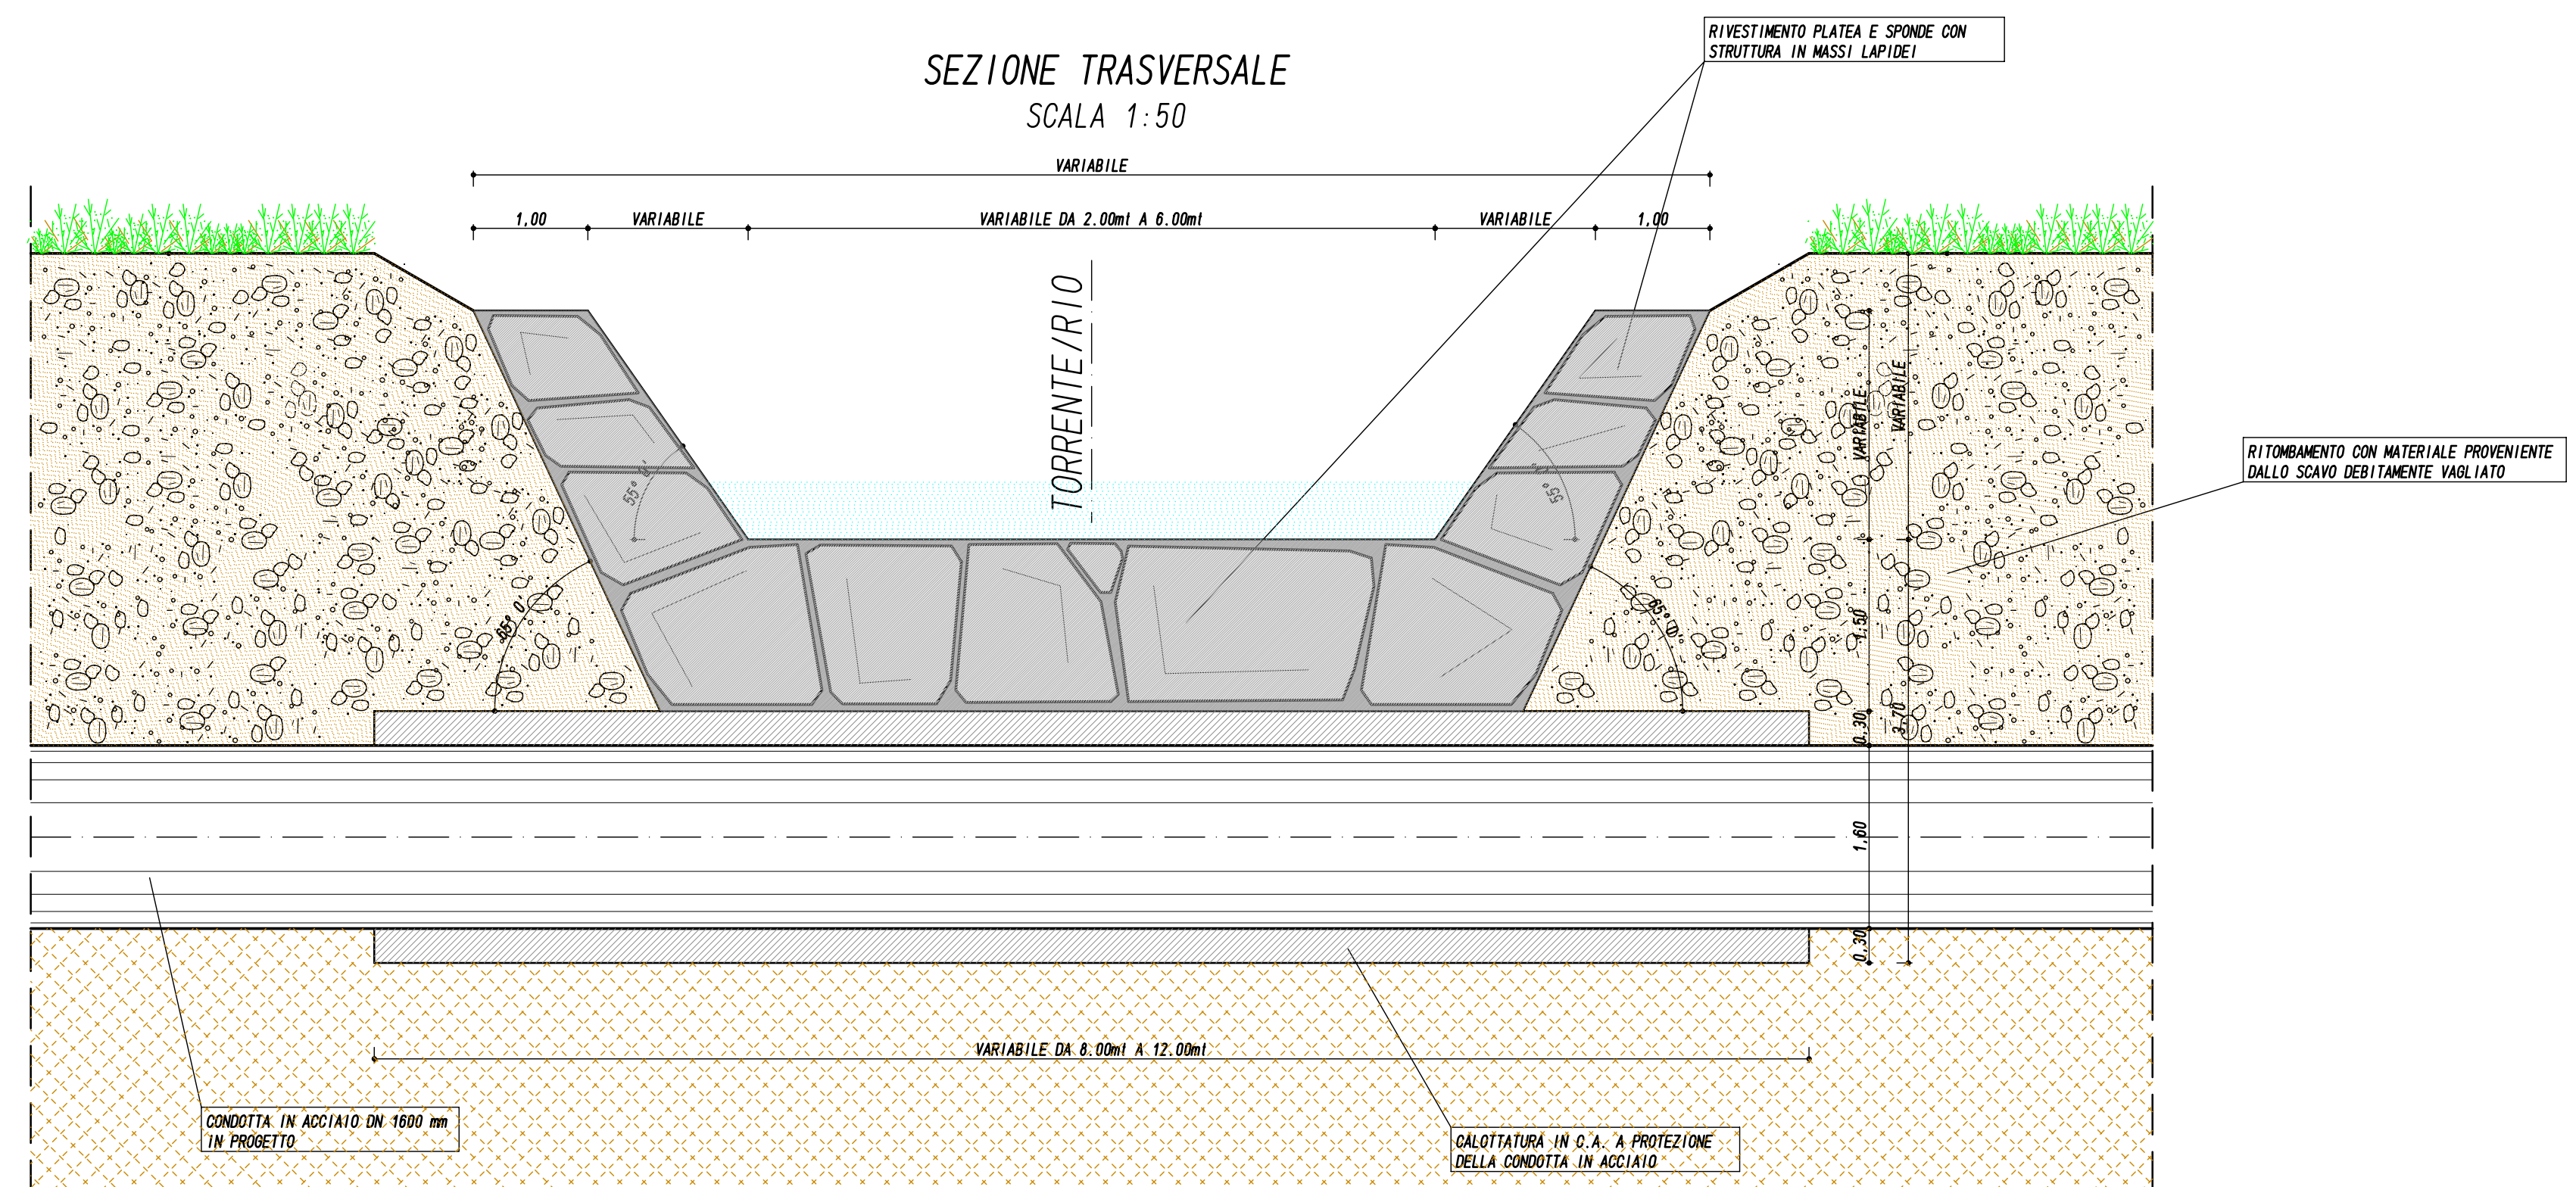 SEZIONE TRASVERSALE
SCALA 1:50
RIVESTIMENTO PLATEA E SPONDE CON
STRUTTURA IN MASSI LAPIDEI
VARIABILE
1,00
VARIABILE
VARIABILE DA 2.00mt A 6.00mt
VARIABILE
1,00
TORRENTE/RIO
VARIABILE
VARIABILE
RITOMBAMENTO CON MATERIALE PROVENIENTE
DALLO SCAVO DEBITAMENTE VAGLIATO
55° 0'
55°
65° 0'
65° 0'
1.50
0,30
3,70
1,60
0,30
VARIABILE DA 8.00mt A 12.00mt
CONDOTTA IN ACCIAIO DN 1600 mm
IN PROGETTO
CALOTTATURA IN C.A. A PROTEZIONE
DELLA CONDOTTA IN ACCIAIO